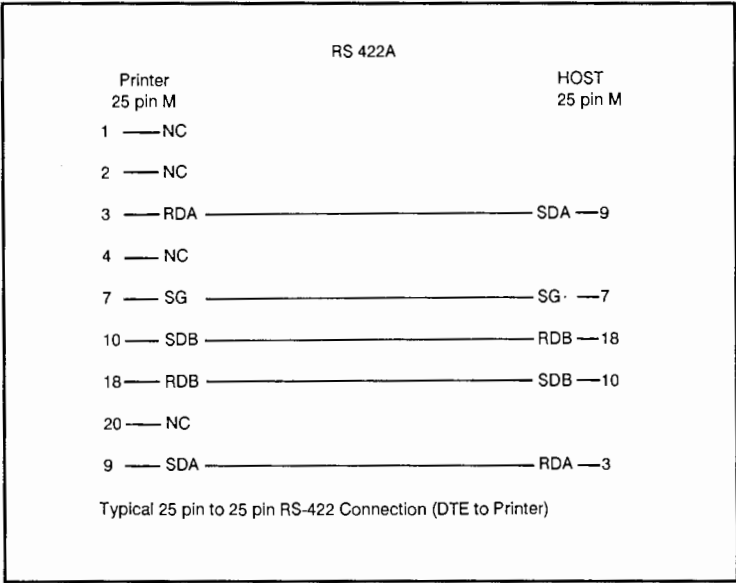 RS 422A
Printer HOST
25 pin M 25 pin M
1 NC
2 NC
3 RDA SDA 9
4 NC
7 SG SG 7
10 SDB RDB 18
18 RDB SDB 10
20 NC
9 SDA RDA 3
Typical 25 pin to 25 pin RS-422 Connection (DTE to Printer)